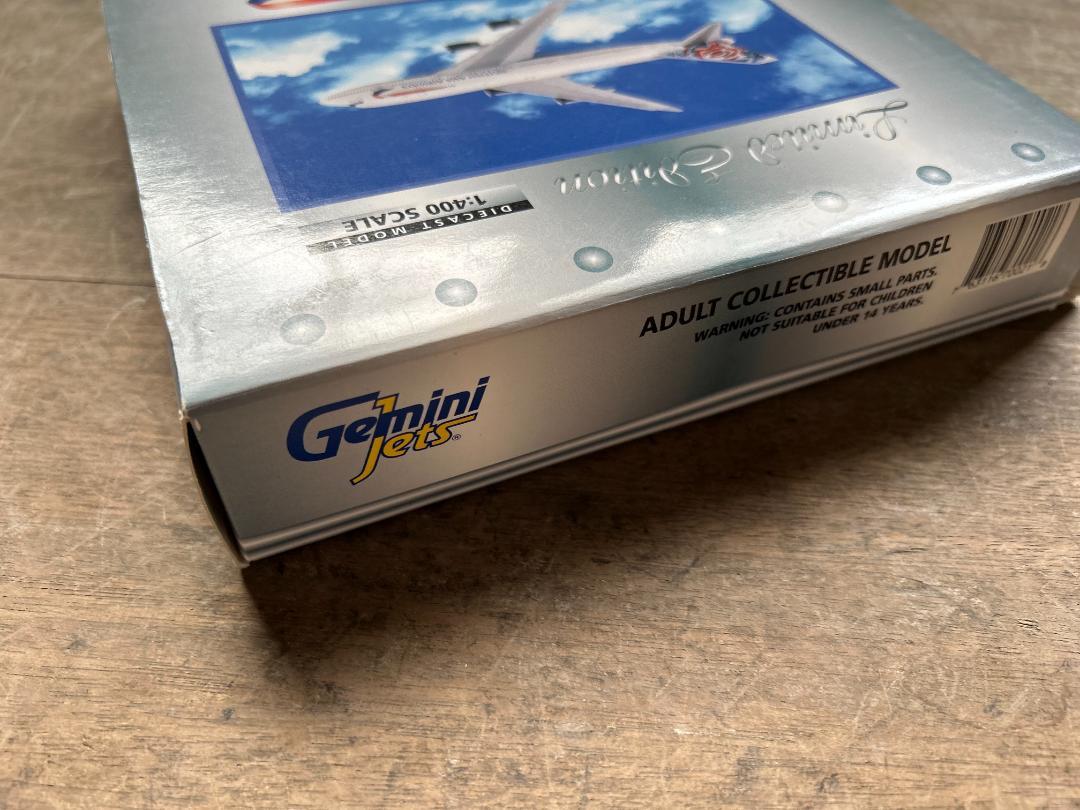 Limited Edition
DIECAST MODEL
1:400 SCALE
ADULT COLLECTIBLE MODEL
WARNING: CONTAINS SMALL PARTS.
NOT SUITABLE FOR CHILDREN
UNDER 14 YEARS.
Gemini
Jets®